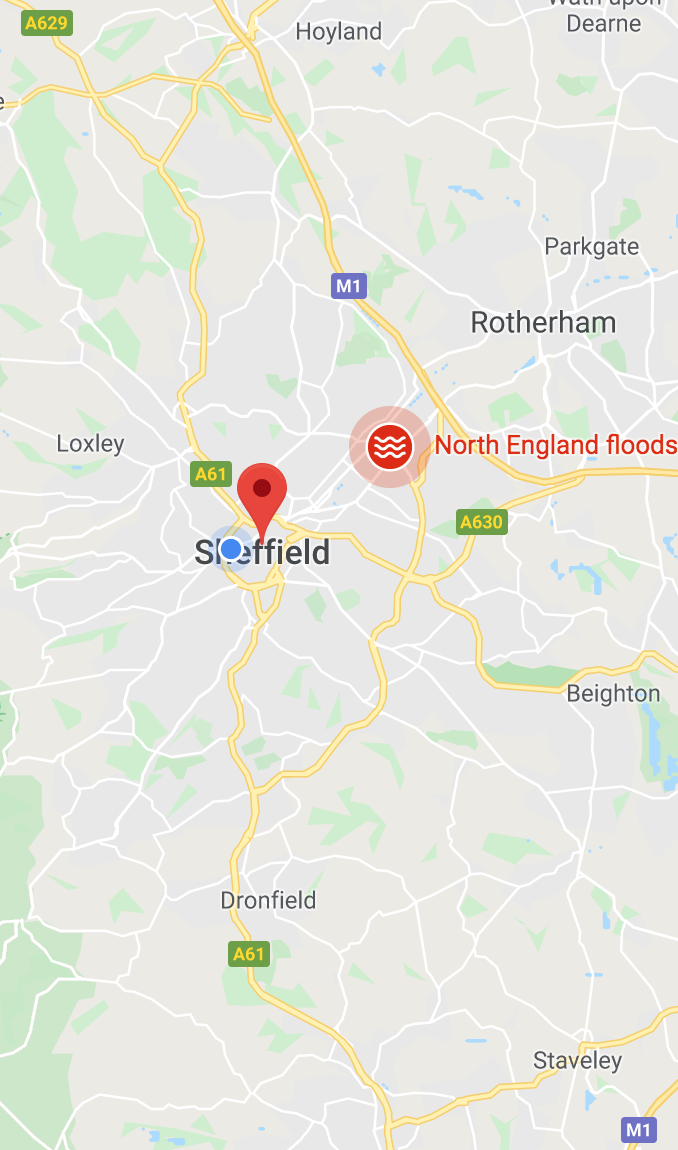 A629
Hoyland
Wath upon
Dearne
Parkgate
M1
Rotherham
Loxley
North England floods
A61
A630
Sheffield
Beighton
Dronfield
A61
Staveley
M1